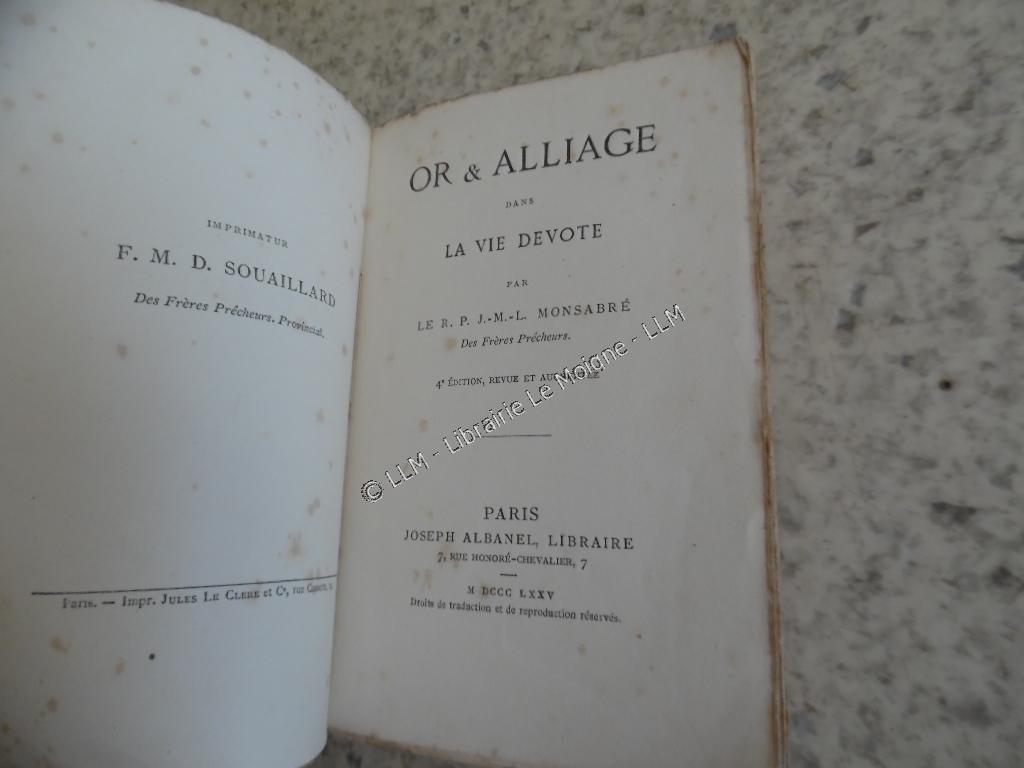 IMPRIMATUR
F. M. D. SOUAILLARD
Des Frères Précheurs. Provincial.
Paris. — Impr. JULES LE CLERE et Cie, rue
OR & ALLIAGE
DANS
LA VIE DEVOTE
PAR
LE R. P. J.-M.-L. MONSABRÉ
Des Frères Précheurs.
4e ÉDITION, REVUE ET
© LLM - Librairie Le Moigne - LLM
PARIS
JOSEPH ALBANEL, LIBRAIRE
7, RUE HONORÉ-CHEVALIER, 7
M DCCC LXXV
Droits de traduction et de reproduction réservés.